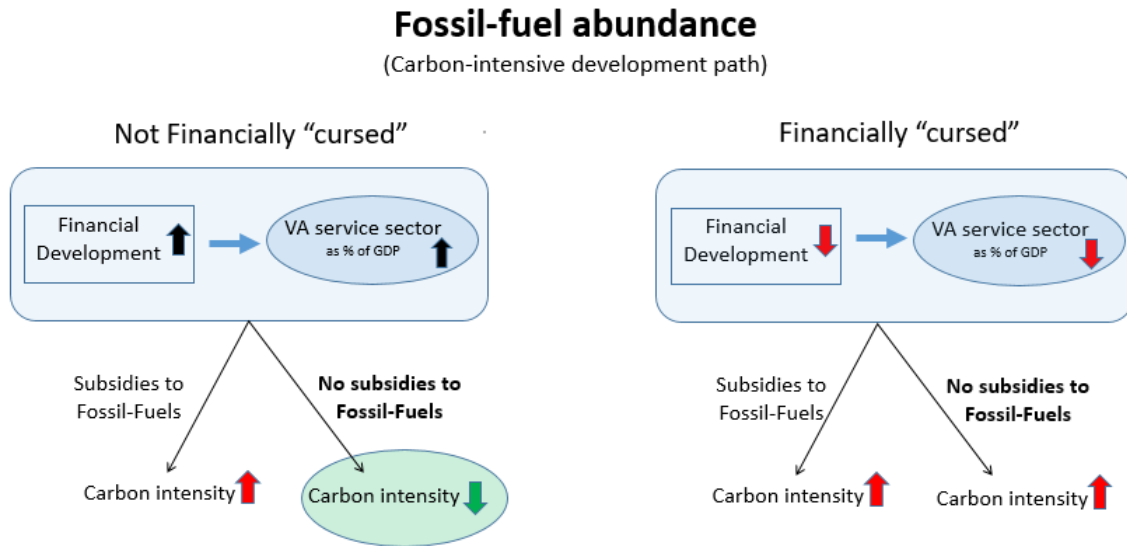 Fossil-fuel abundance
(Carbon-intensive development path)
Not Financially “cursed”
Financial
Development
VA service sector
as % of GDP
Subsidies to
Fossil-Fuels
No subsidies to
Fossil-Fuels
Carbon intensity
Carbon intensity
Financially “cursed”
Financial
Development
VA service sector
as % of GDP
Subsidies to
Fossil-Fuels
No subsidies to
Fossil-Fuels
Carbon intensity
Carbon intensity